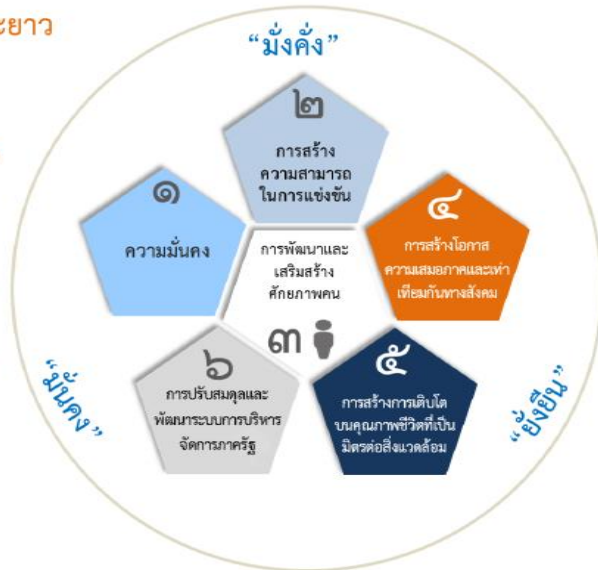 ะยาว
“มั่งคั่ง”
๒
การสร้าง
ความสามารถ
ในการแข่งขัน
๑
ความมั่นคง
๔
การสร้างโอกาส
ความเสมอภาคและเท่า
เทียมกันทางสังคม
การพัฒนาและ
เสริมสร้าง
ศักยภาพคน
๓
๖
การปรับสมดุลและ
พัฒนาระบบการบริหาร
จัดการภาครัฐ
๕
การสร้างการเติบโต
บนคุณภาพชีวิตที่เป็น
มิตรต่อสิ่งแวดล้อม
“มั่นคง”
“ยั่งยืน”